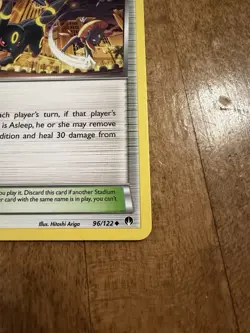 ach player's turn, if that player's
is Asleep, he or she may remove
dition and heal 30 damage from
u play it. Discard this card if another Stadium
er card with the same name is in play, you can't
Illus. Hitoshi Ariga 96/122